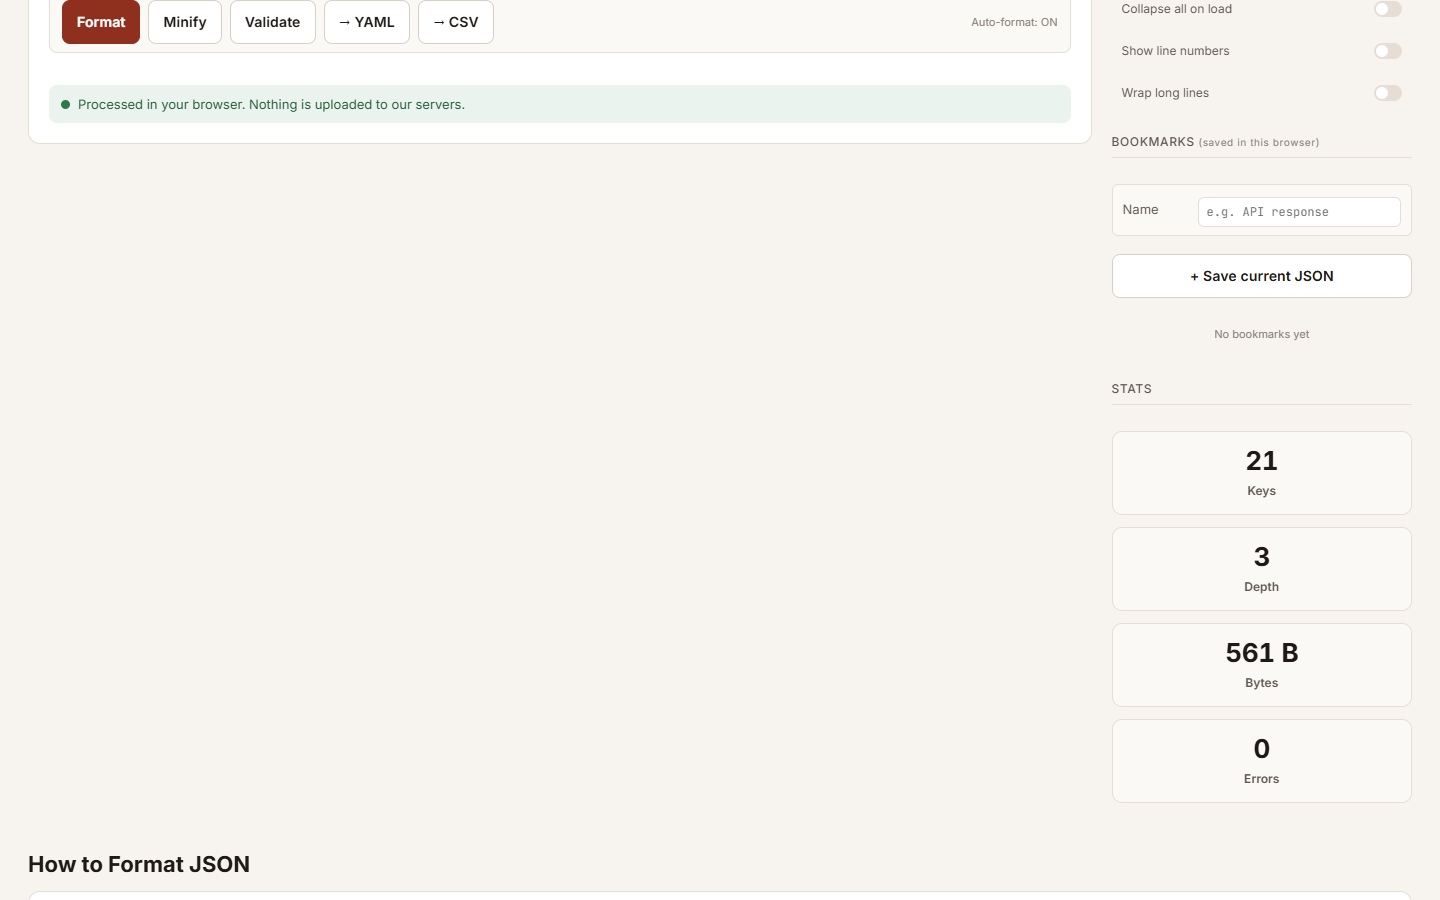 Format
Minify
Validate
→ YAML
→ CSV
Auto-format: ON
Processed in your browser. Nothing is uploaded to our servers.
Collapse all on load
Show line numbers
Wrap long lines
BOOKMARKS (saved in this browser)
Name
e.g. API response
+ Save current JSON
No bookmarks yet
STATS
21
Keys
3
Depth
561 B
Bytes
0
Errors
How to Format JSON